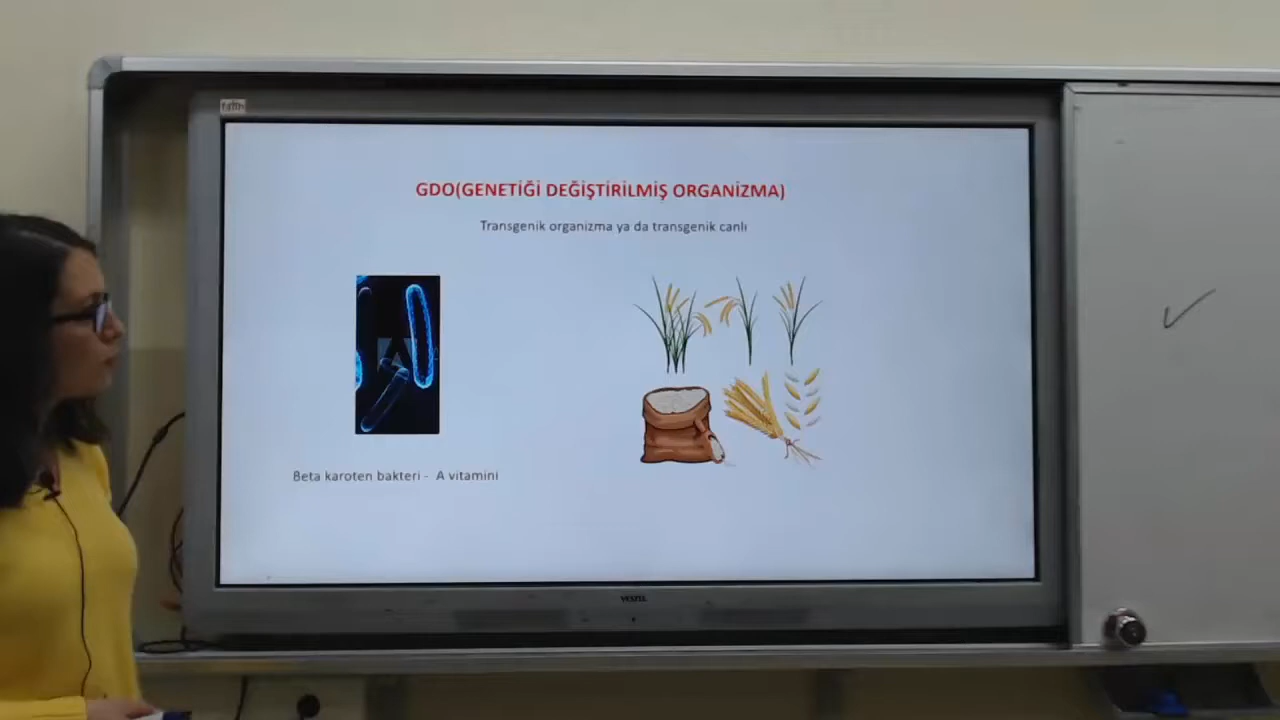 GDO(GENETİĞİ DEĞİŞTİRİLMİŞ ORGANİZMA)
Transgenik organizma ya da transgenik canlı
Beta karoten bakteri - A vitamini
VESTEL